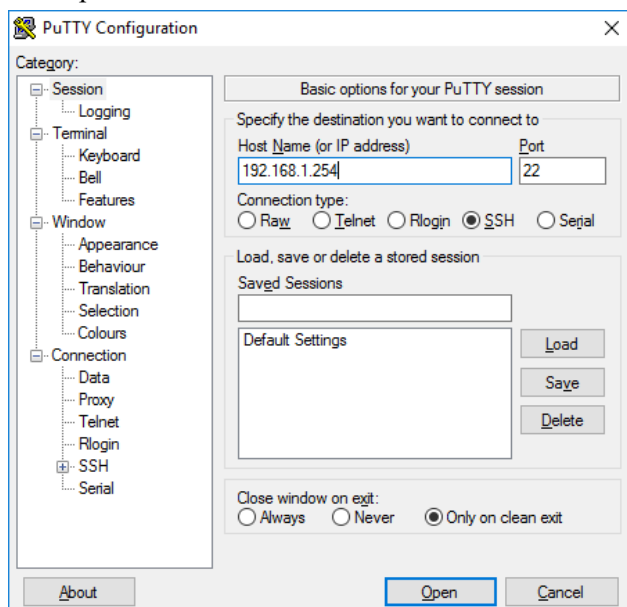 PuTTY Configuration
Category:
Session
Logging
Terminal
Keyboard
Bell
Features
Window
Appearance
Behaviour
Translation
Selection
Colours
Connection
Data
Proxy
Telnet
Rlogin
SSH
Serial
Basic options for your PuTTY session
Specify the destination you want to connect to
Host Name (or IP address) Port
192.168.1.254 22
Connection type:
Raw Telnet Rlogin SSH Serial
Load, save or delete a stored session
Saved Sessions
Default Settings
Load
Save
Delete
Close window on exit:
Always Never Only on clean exit
About Open Cancel